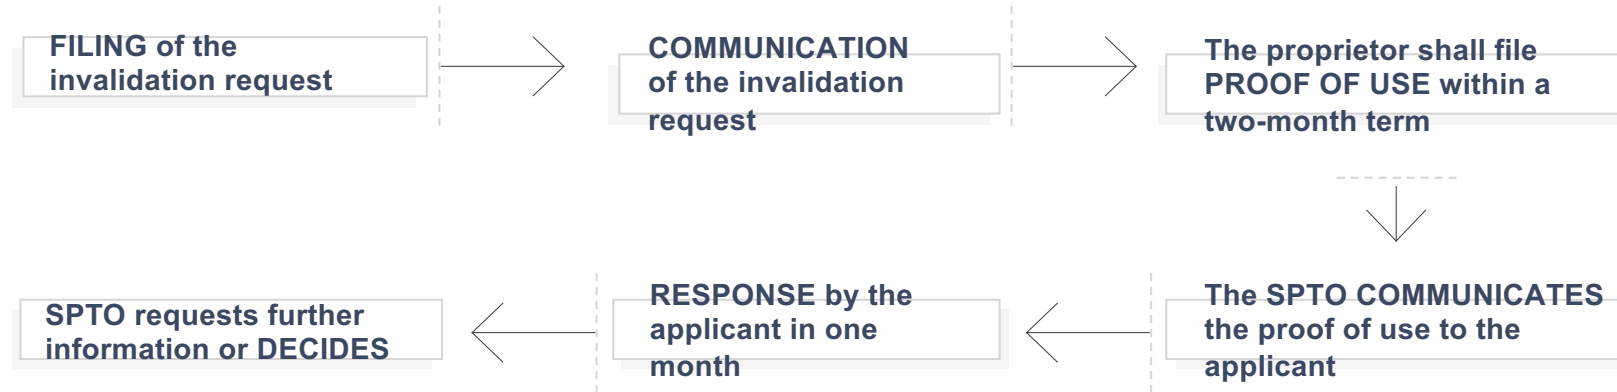 FILING of the
invalidation request
COMMUNICATION
of the invalidation
request
The proprietor shall file
PROOF OF USE within a
two-month term
The SPTO COMMUNICATES
the proof of use to the
applicant
RESPONSE by the
applicant in one
month
SPTO requests further
information or DECIDES